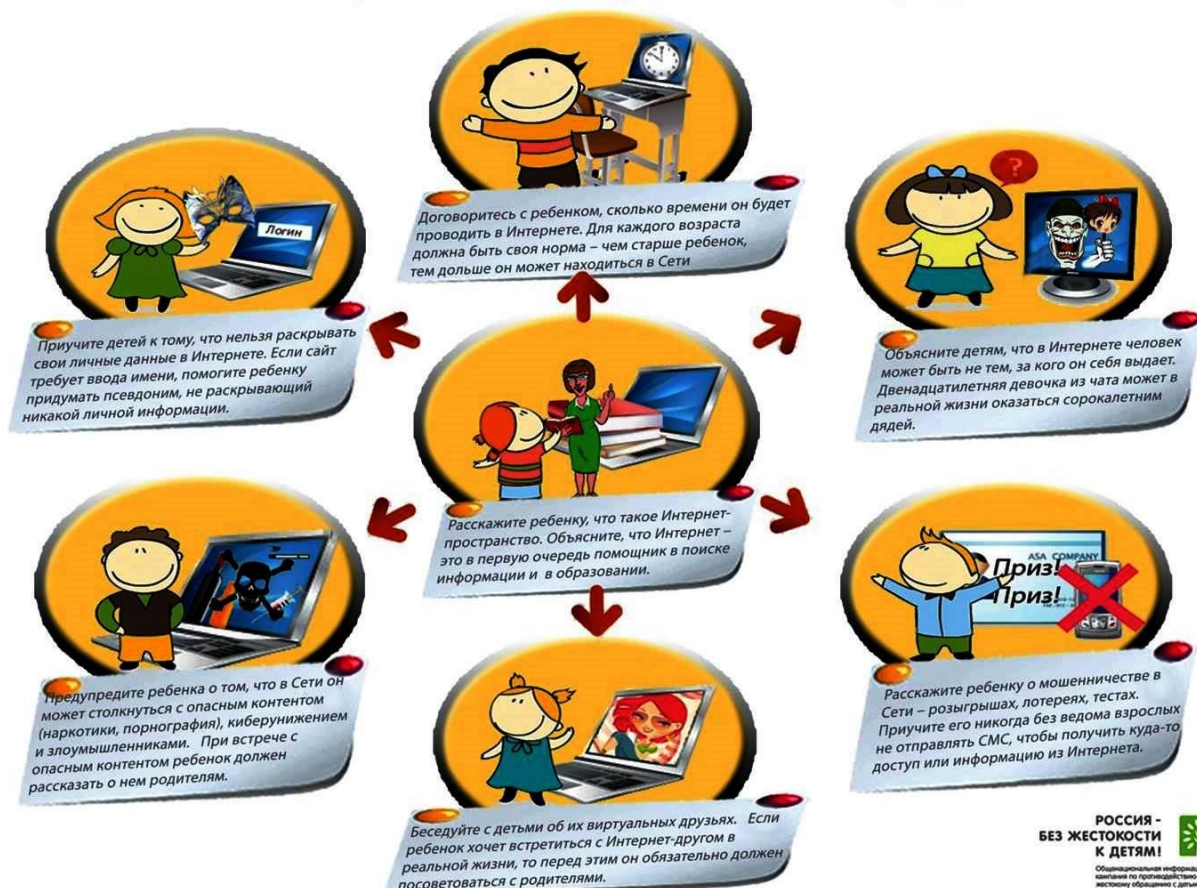 Договоритесь с ребенком, сколько времени он будет
проводить в Интернете. Для каждого возраста
должна быть своя норма – чем старше ребенок,
тем дольше он может находиться в Сети
Логин
Приучите детей к тому, что нельзя раскрывать
свои личные данные в Интернете. Если сайт
требует ввода имени, помогите ребенку
придумать псевдоним, не раскрывающий
никакой личной информации.
?
Объясните детям, что в Интернете человек
может быть не тем, за кого он себя выдает.
Двенадцатилетняя девочка из чата может в
реальной жизни оказаться сорокалетним
дядей.
Расскажите ребенку, что такое Интернет-
пространство. Объясните, что Интернет –
это в первую очередь помощник в поиске
информации и в образовании.
Предупредите ребенка о том, что в Сети он
может столкнуться с опасным контентом
(наркотики, порнография), киберунижением
и злоумышленниками. При встрече с
опасным контентом ребенок должен
рассказать о нем родителям.
ASA COMPANY
Приз!
Приз!
Расскажите ребенку о мошенничестве в
Сети – розыгрышах, лотереях, тестах.
Приучите его никогда без ведома взрослых
не отправлять СМС, чтобы получить куда-то
доступ или информацию из Интернета.
Беседуйте с детьми об их виртуальных друзьях. Если
ребенок хочет встретиться с Интернет-другом в
реальной жизни, то перед этим он обязательно должен
посоветоваться с родителями.
РОССИЯ -
БЕЗ ЖЕСТОКОСТИ
К ДЕТЯМ!
Общенациональная
кампания по противодействию
жестокому обращению с